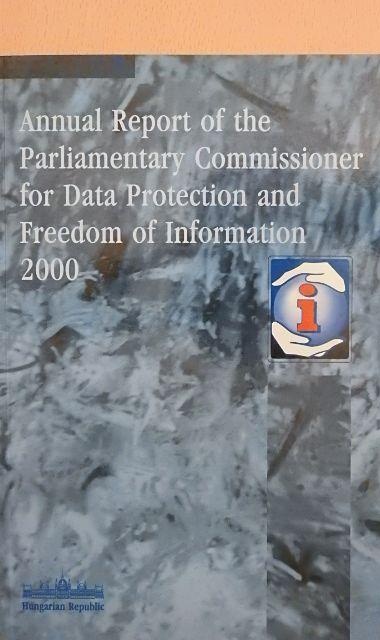 Annual Report of the
Parliamentary Commissioner
for Data Protection and
Freedom of Information
2000
i
Hungarian Republic